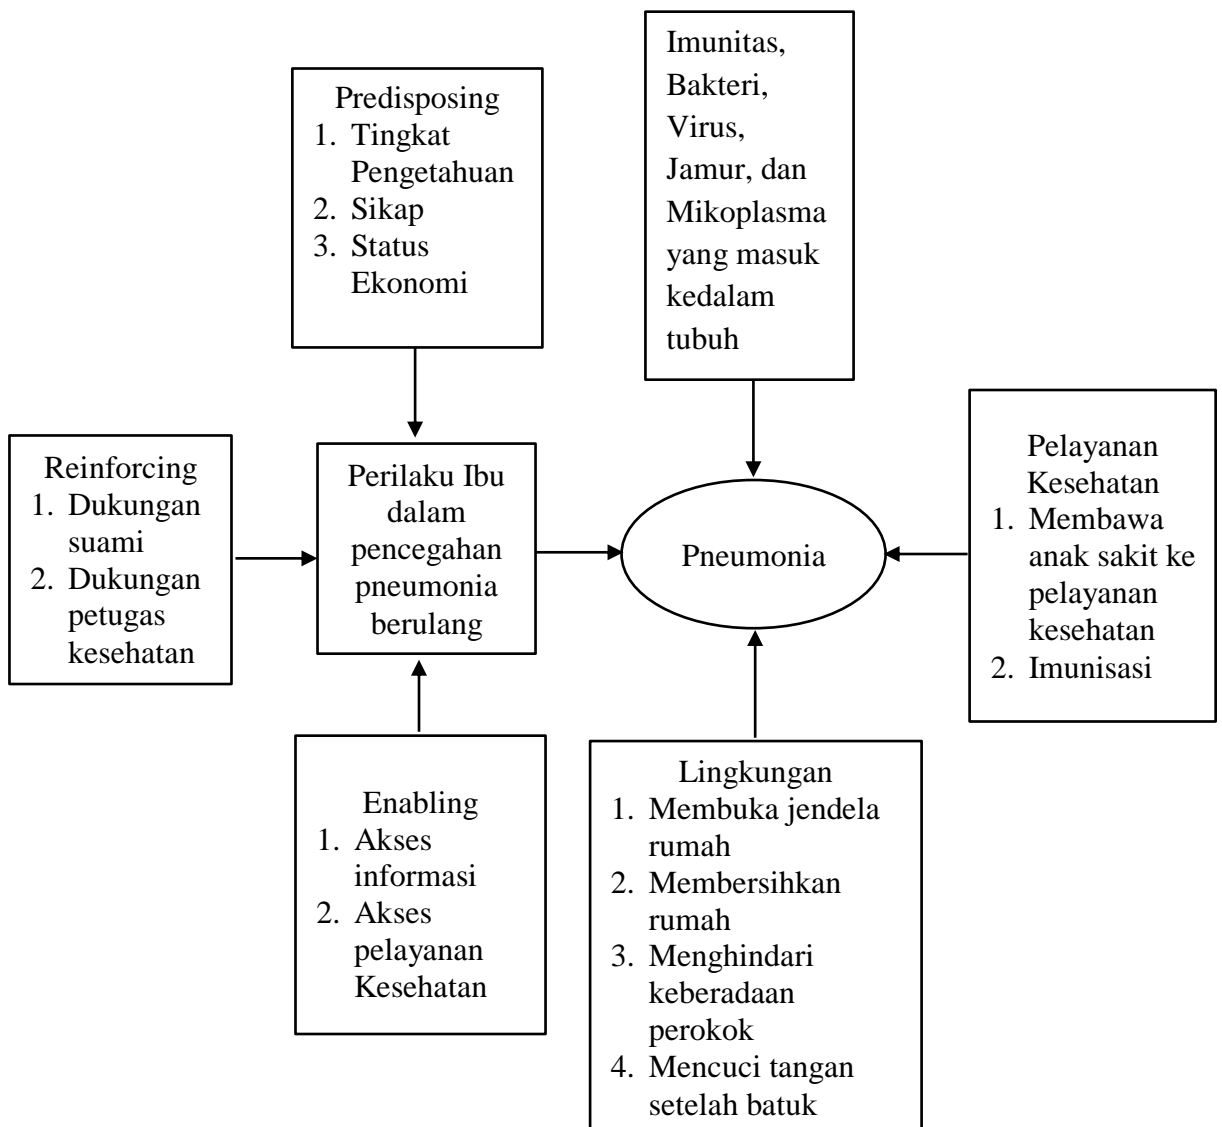 Imunitas,
Bakteri,
Virus,
Jamur, dan
Mikoplasma
yang masuk
kedalam
tubuh
Predisposing
1. Tingkat
Pengetahuan
2. Sikap
3. Status
Ekonomi
Reinforcing
1. Dukungan
suami
2. Dukungan
petugas
kesehatan
Perilaku Ibu
dalam
pencegahan
pneumonia
berulang
Pneumonia
Pelayanan
Kesehatan
1. Membawa
anak sakit ke
pelayanan
kesehatan
2. Imunisasi
Enabling
1. Akses
informasi
2. Akses
pelayanan
Kesehatan
Lingkungan
1. Membuka jendela
rumah
2. Membersihkan
rumah
3. Menghindari
keberadaan
perokok
4. Mencuci tangan
setelah batuk